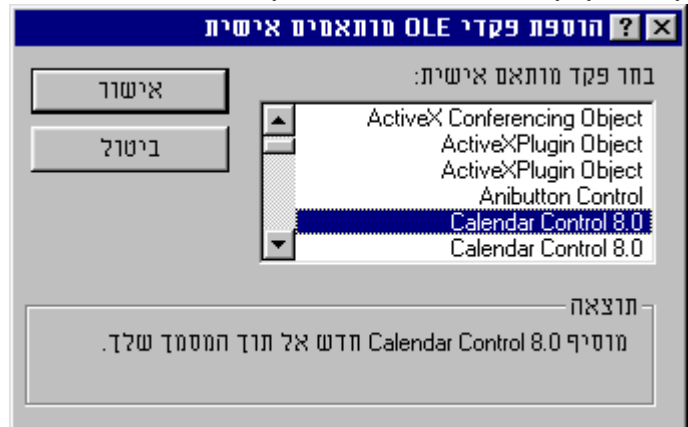 הוספת פקדי OLE מותאמים אישית
בחר פקד מותאם אישית:
ActiveX Conferencing Object
ActiveXPlugin Object
ActiveXPlugin Object
Anibutton Control
Calendar Control 8.0
Calendar Control 8.0
אישור
ביטול
תוצאה
מוסיף Calendar Control 8.0 חדש אל תוך המסמך שלך.